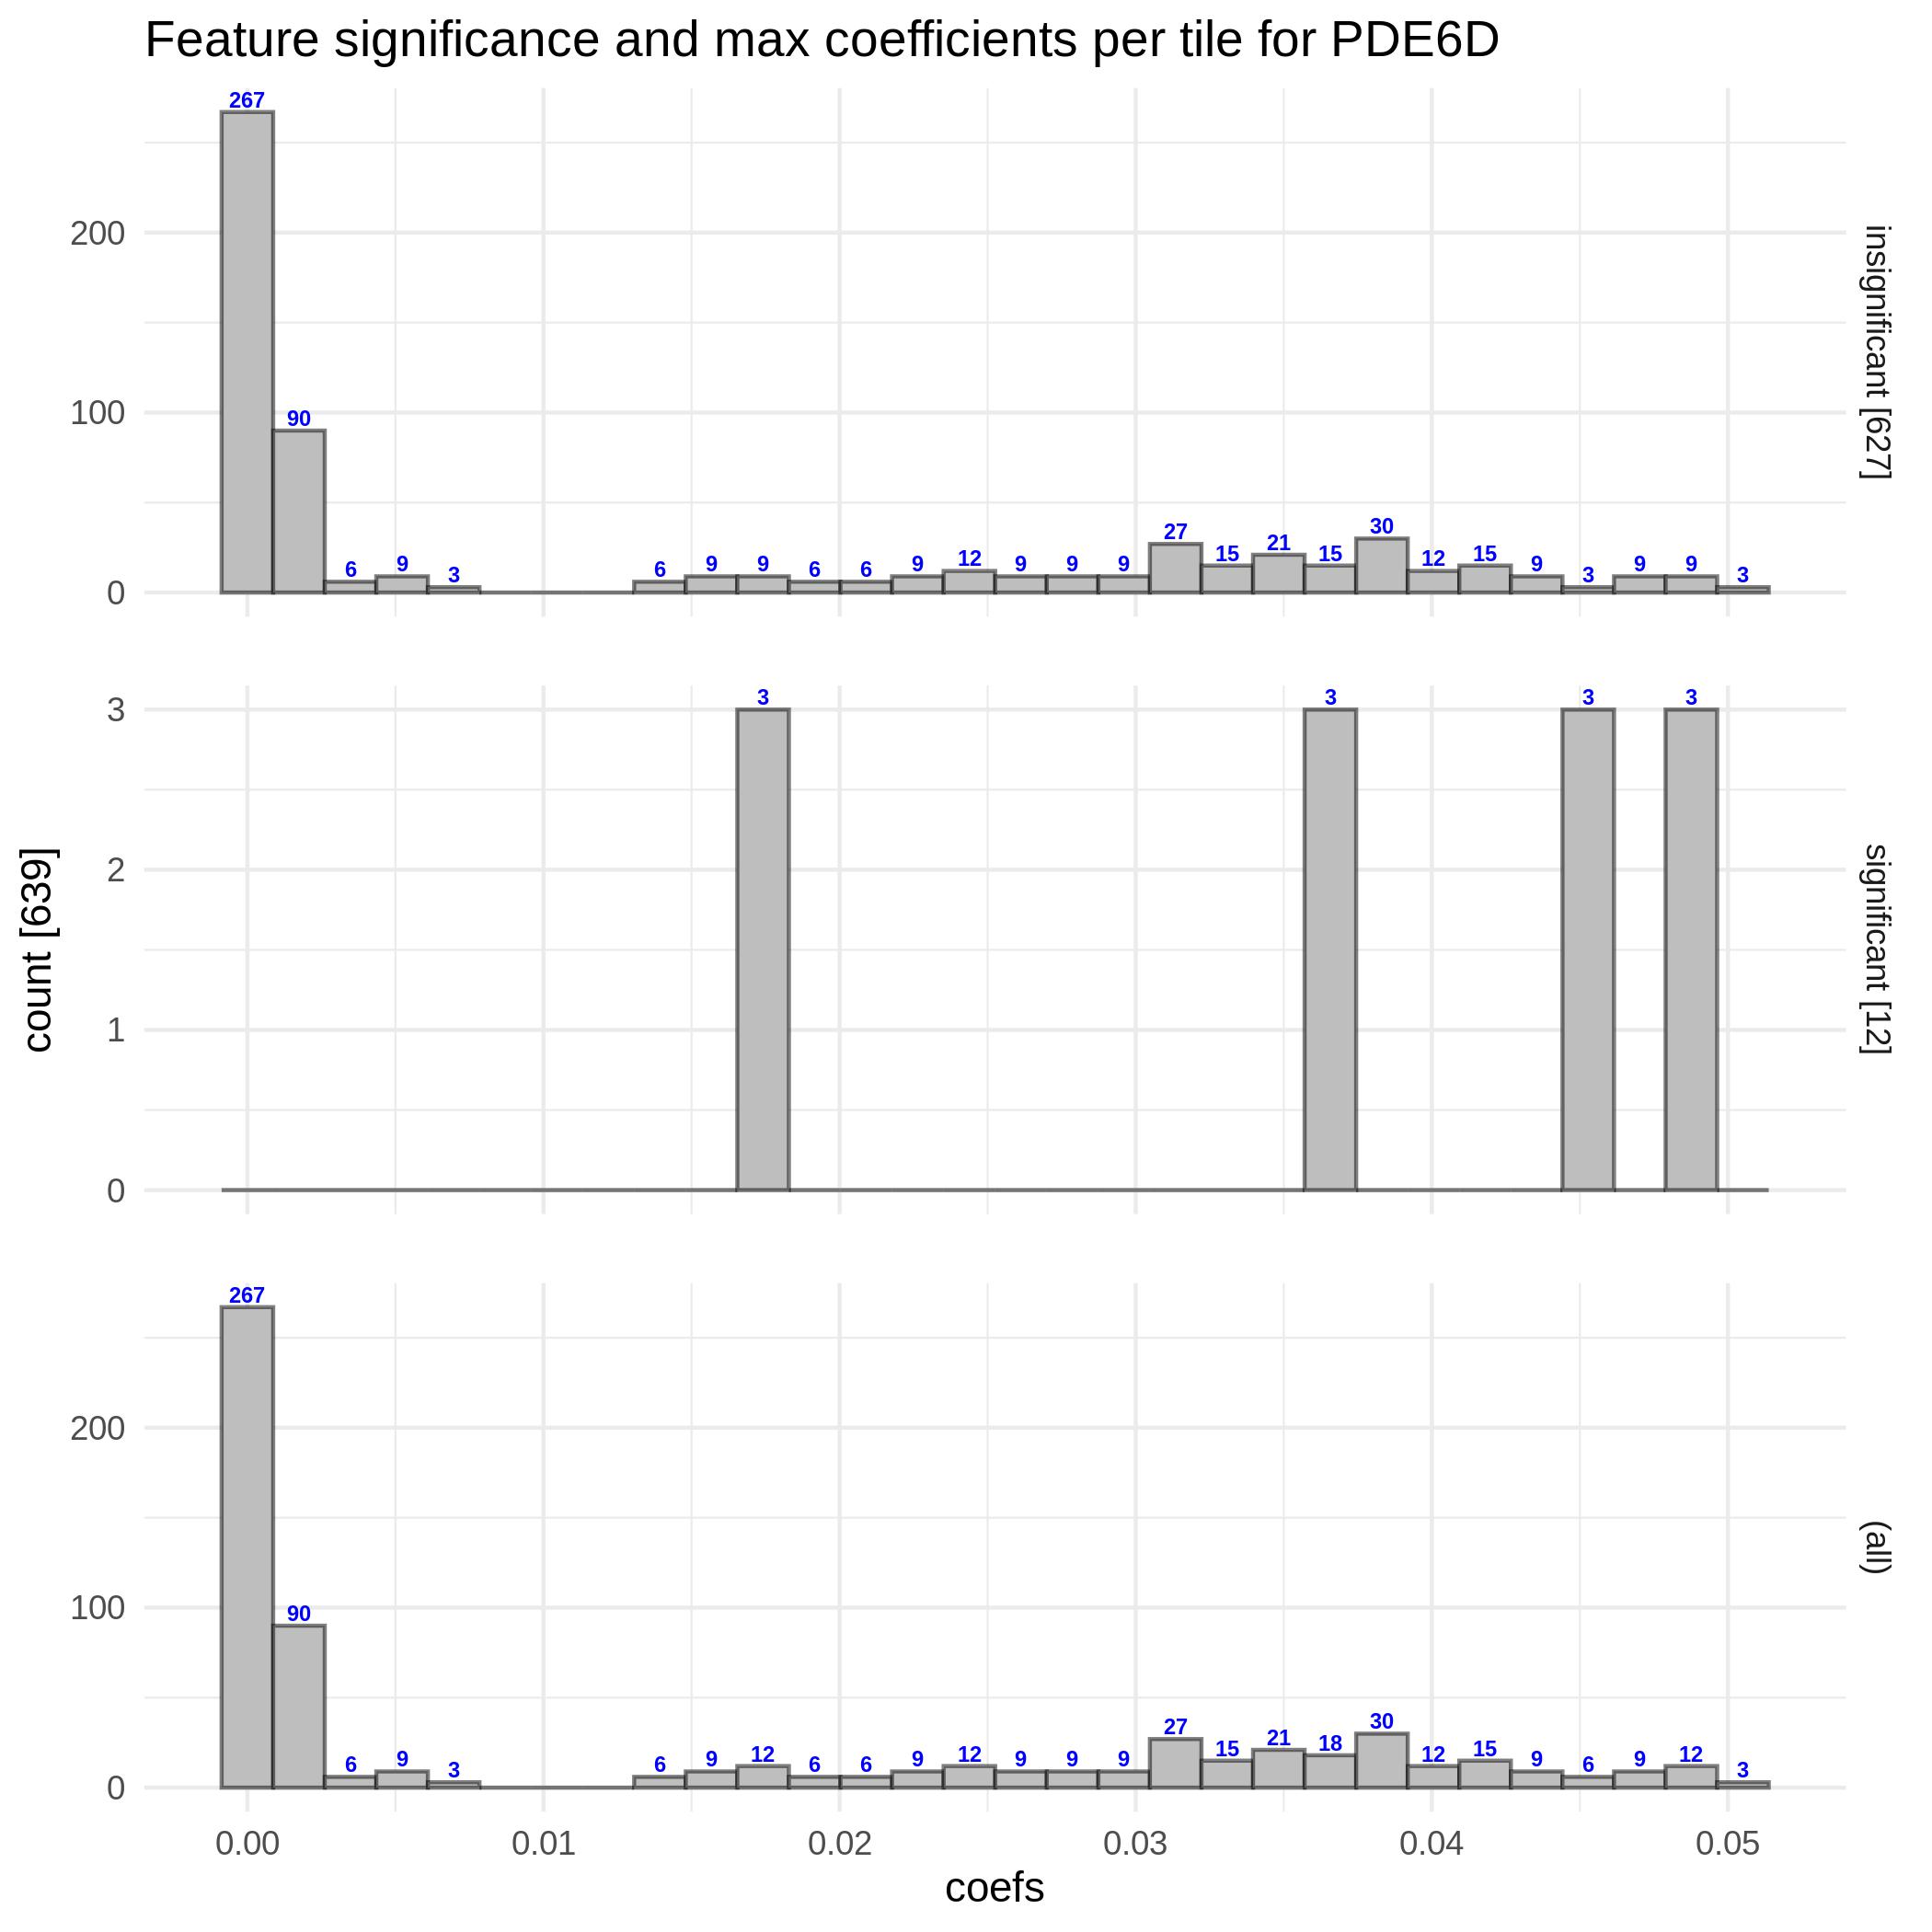 Feature significance and max coefficients per tile for PDE6D
267
90
6 9 3 6 9 9 6 6 9 12 9 9 9 27 15 21 15 30 12 15 9 3 9 9 3
200
100
0
insignificant [627]
3 3 3 3
3
2
1
0
significant [12]
count [639]
267
90
6 9 3 6 9 12 6 6 9 12 9 9 9 27 15 21 18 30 12 15 9 6 9 12 3
200
100
0
(all)
0.00 0.01 0.02 0.03 0.04 0.05
coefs